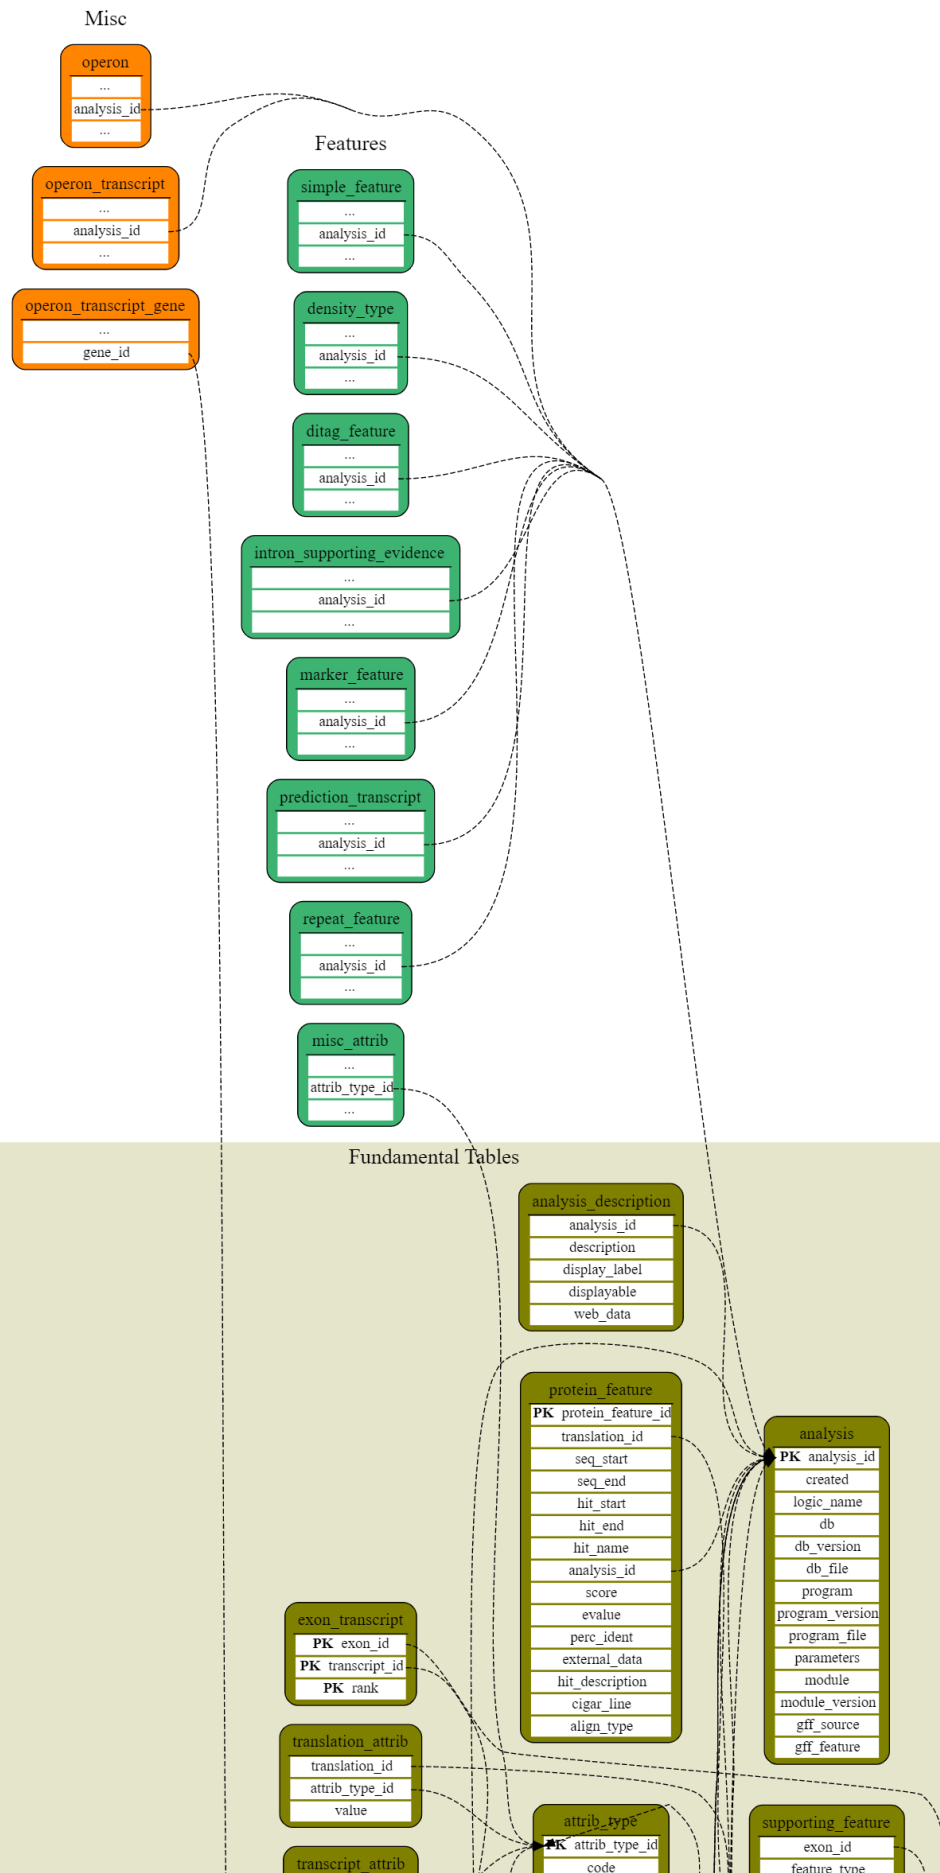 Misc
operon
...
analysis_id
...
operon_transcript
...
analysis_id
...
operon_transcript_gene
...
gene_id
Features
simple_feature
...
analysis_id
...
density_type
...
analysis_id
...
ditag_feature
...
analysis_id
...
intron_supporting_evidence
...
analysis_id
...
marker_feature
...
analysis_id
...
prediction_transcript
...
analysis_id
...
repeat_feature
...
analysis_id
...
misc_attrib
...
attrib_type_id
...
Fundamental Tables
analysis_description
analysis_id
description
display_label
displayable
web_data
protein_feature
PK protein_feature_id
translation_id
seq_start
seq_end
hit_start
hit_end
hit_name
analysis_id
score
evalue
perc_ident
external_data
hit_description
cigar_line
align_type
analysis
PK analysis_id
created
logic_name
db
db_version
db_file
program
program_version
program_file
parameters
module
module_version
gff_source
gff_feature
exon_transcript
PK exon_id
PK transcript_id
PK rank
translation_attrib
translation_id
attrib_type_id
value
transcript_attrib
attrib_type
PK attrib_type_id
code
supporting_feature
exon_id
feature_type